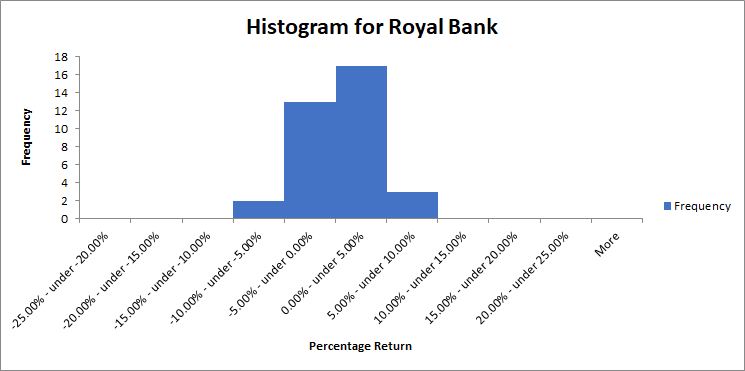 Histogram for Royal Bank
18
16
14
12
10
8
6
4
2
0
Frequency
-25.00% - under -20.00%
-20.00% - under -15.00%
-15.00% - under -10.00%
-10.00% - under -5.00%
-5.00% - under 0.00%
0.00% - under 5.00%
5.00% - under 10.00%
10.00% - under 15.00%
15.00% - under 20.00%
20.00% - under 25.00%
More
Percentage Return
Frequency